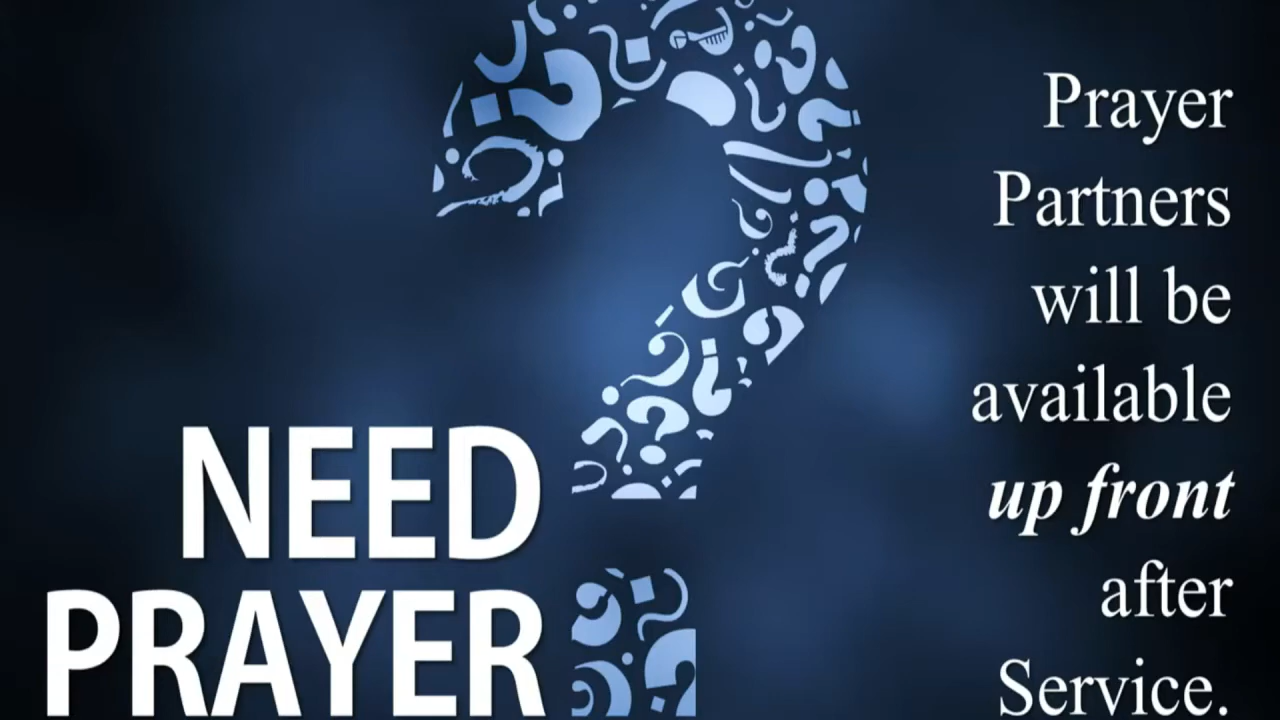 NEED
PRAYER
Prayer
Partners
will be
available
up front
after
Service.